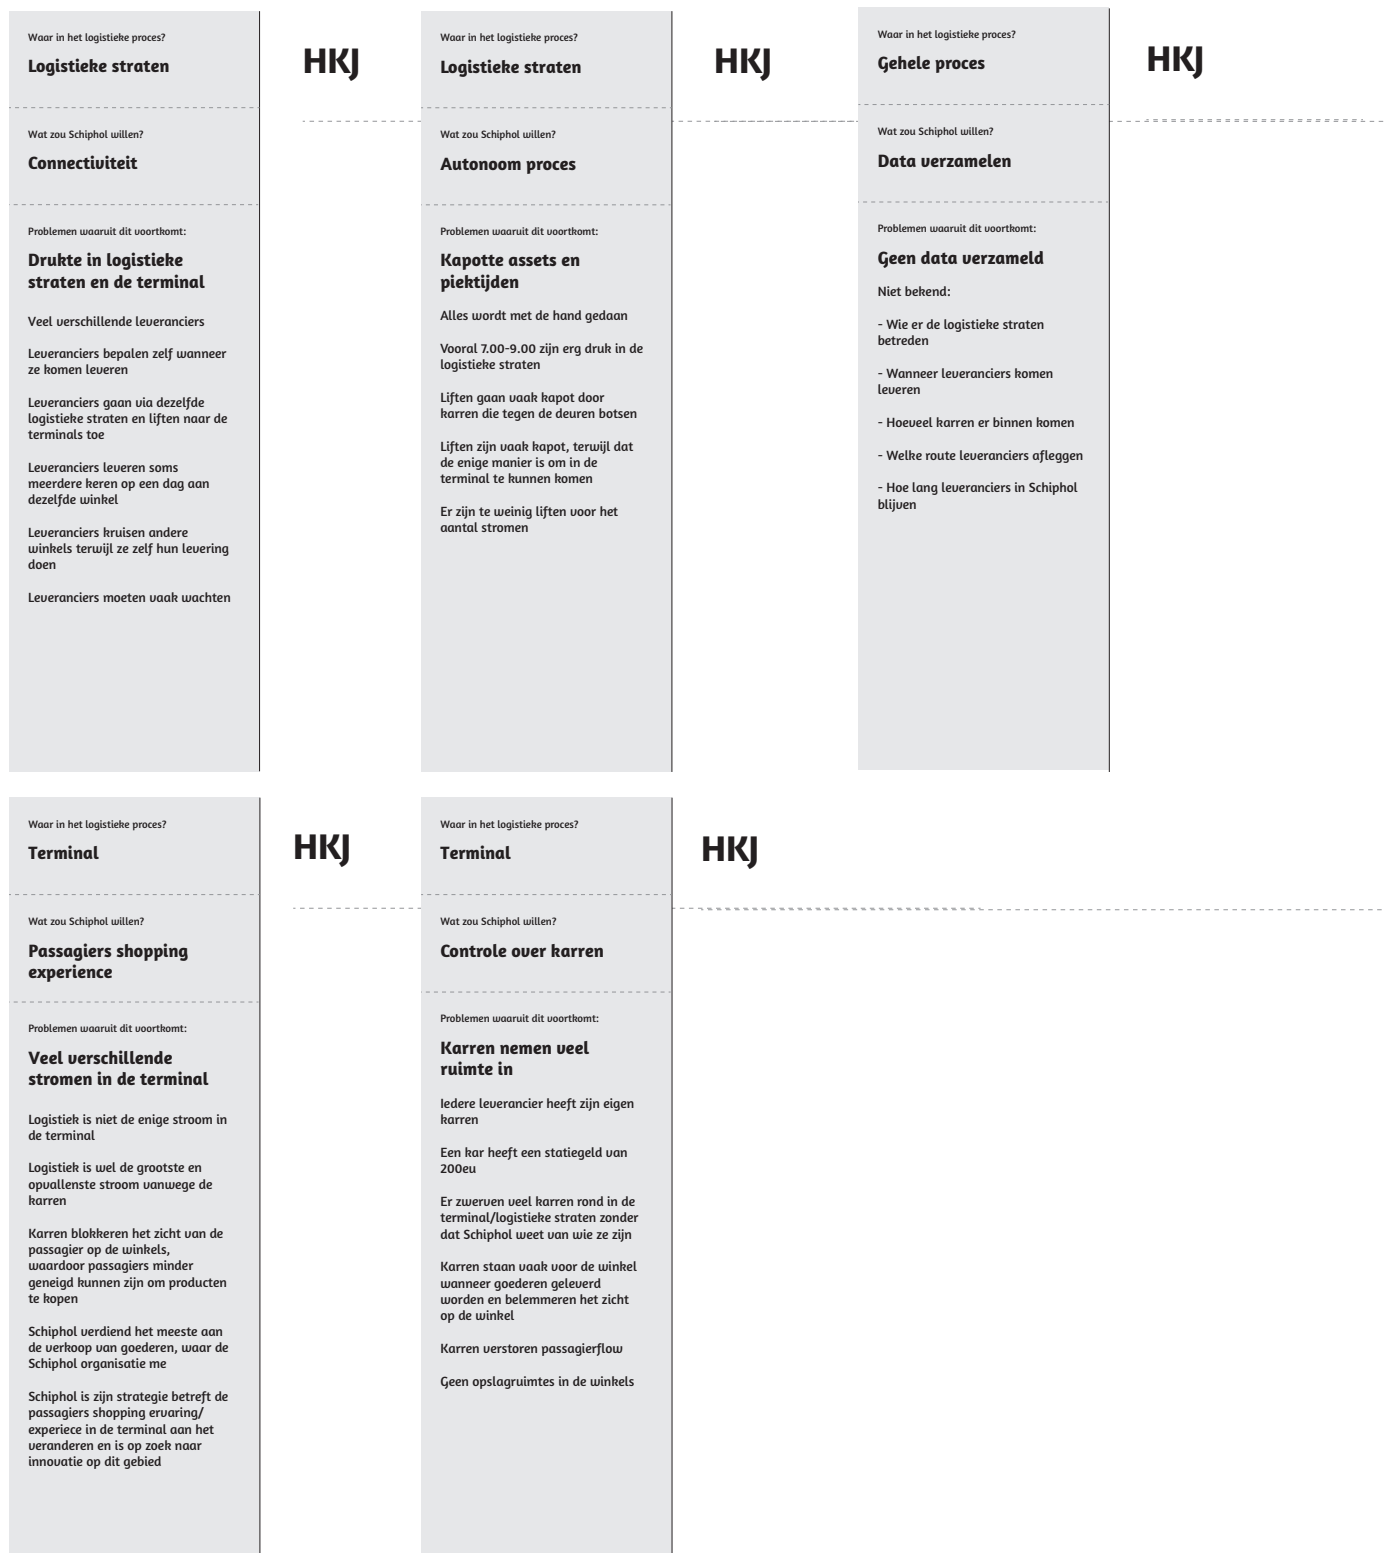 Waar in het logistieke proces?
Logistieke straten
Wat zou Schiphol willen?
Connectiviteit
Problemen waaruit dit voortkomt:
Drukte in logistieke
straten en de terminal
Veel verschillende leveranciers
Leveranciers bepalen zelf wanneer
ze komen leveren
Leveranciers gaan via dezelfde
logistieke straten en liften naar de
terminals toe
Leveranciers leveren soms
meerdere keren op een dag aan
dezelfde winkel
Leveranciers kruisen andere
winkels terwijl ze zelf hun levering
doen
Leveranciers moeten vaak wachten
HKJ
Waar in het logistieke proces?
Logistieke straten
Wat zou Schiphol willen?
Autonoom proces
Problemen waaruit dit voortkomt:
Kapotte assets en
piektijden
Alles wordt met de hand gedaan
Vooral 7.00-9.00 zijn erg druk in de
logistieke straten
Liften gaan vaak kapot door
karren die tegen de deuren botsen
Liften zijn vaak kapot, terwijl dat
de enige manier is om in de
terminal te kunnen komen
Er zijn te weinig liften voor het
aantal stromen
HKJ
Waar in het logistieke proces?
Gehele proces
Wat zou Schiphol willen?
Data verzamelen
Problemen waaruit dit voortkomt:
Geen data verzameld
Niet bekend:
- Wie er de logistieke straten
betreden
- Wanneer leveranciers komen
leveren
- Hoeveel karren er binnen komen
- Welke route leveranciers afleggen
- Hoe lang leveranciers in Schiphol
blijven
HKJ
Waar in het logistieke proces?
Terminal
Wat zou Schiphol willen?
Passagiers shopping
experience
Problemen waaruit dit voortkomt:
Veel verschillende
stromen in de terminal
Logistiek is niet de enige stroom in
de terminal
Logistiek is wel de grootste en
opvallenste stroom vanwege de
karren
Karren blokkeren het zicht van de
passagier op de winkels,
waardoor passagiers minder
geneigd kunnen zijn om producten
te kopen
Schiphol verdiend het meeste aan
de verkoop van goederen, waar de
Schiphol organisatie me
Schiphol is zijn strategie betreft de
passagiers shopping ervaring/
experiece in de terminal aan het
veranderen en is op zoek naar
innovatie op dit gebied
HKJ
Waar in het logistieke proces?
Terminal
Wat zou Schiphol willen?
Controle over karren
Problemen waaruit dit voortkomt:
Karren nemen veel
ruimte in
Iedere leverancier heeft zijn eigen
karren
Een kar heeft een statiegeld van
200eu
Er zwerven veel karren rond in de
terminal/logistieke straten zonder
dat Schiphol weet van wie ze zijn
Karren staan vaak voor de winkel
wanneer goederen geleverd
worden en belemmeren het zicht
op de winkel
Karren verstoren passagierflow
Geen opslagruimtes in de winkels
HKJ